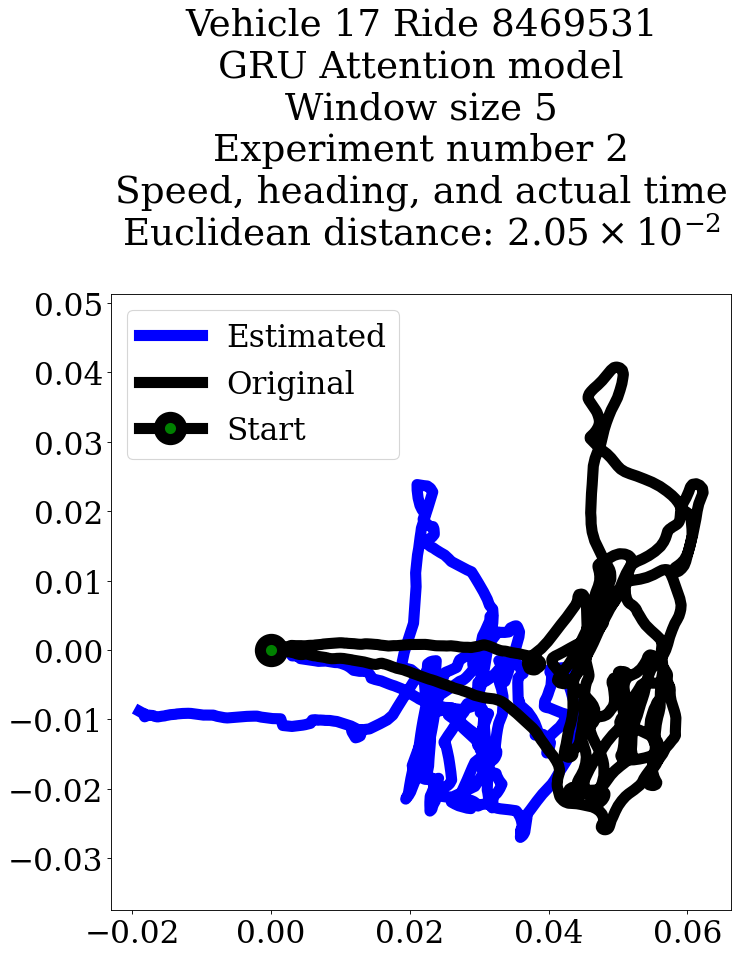 Vehicle 17 Ride 8469531
GRU Attention model
Window size 5
Experiment number 2
Speed, heading, and actual time
Euclidean distance: 2.05 × 10⁻²
Estimated
Original
Start
0.05
0.04
0.03
0.02
0.01
0.00
−0.01
−0.02
−0.03
−0.02 0.00 0.02 0.04 0.06